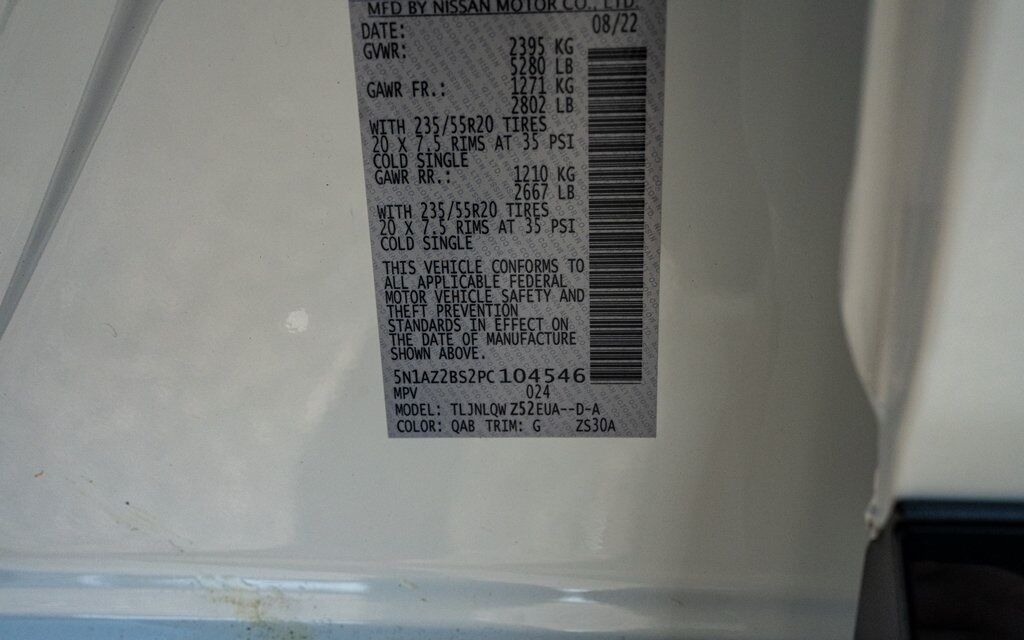 MFD BY NISSAN MOTOR CO., LTD.
DATE: 08/22
GVWR: 2395 KG
5280 LB
GAWR FR.: 1271 KG
2802 LB
WITH 235/55R20 TIRES
20 X 7.5 RIMS AT 35 PSI
COLD SINGLE
GAWR RR.: 1210 KG
2667 LB
WITH 235/55R20 TIRES
20 X 7.5 RIMS AT 35 PSI
COLD SINGLE
THIS VEHICLE CONFORMS TO
ALL APPLICABLE FEDERAL
MOTOR VEHICLE SAFETY AND
THEFT PREVENTION
STANDARDS IN EFFECT ON
THE DATE OF MANUFACTURE
SHOWN ABOVE.
5N1AZ2BS2PC104546
MPV 024
MODEL: TLJNLQW Z52EUA--D-A
COLOR: QAB TRIM: G ZS30A